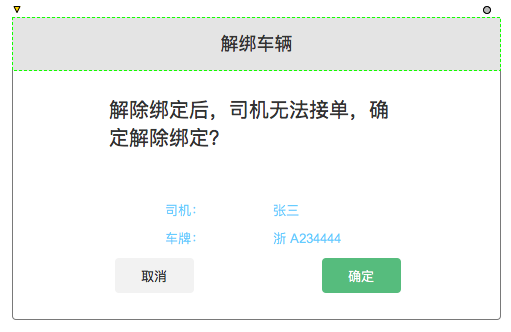 解绑车辆
解除绑定后，司机无法接单，确
定解除绑定？
司机： 张三
车牌： 浙 A234444
取消 确定